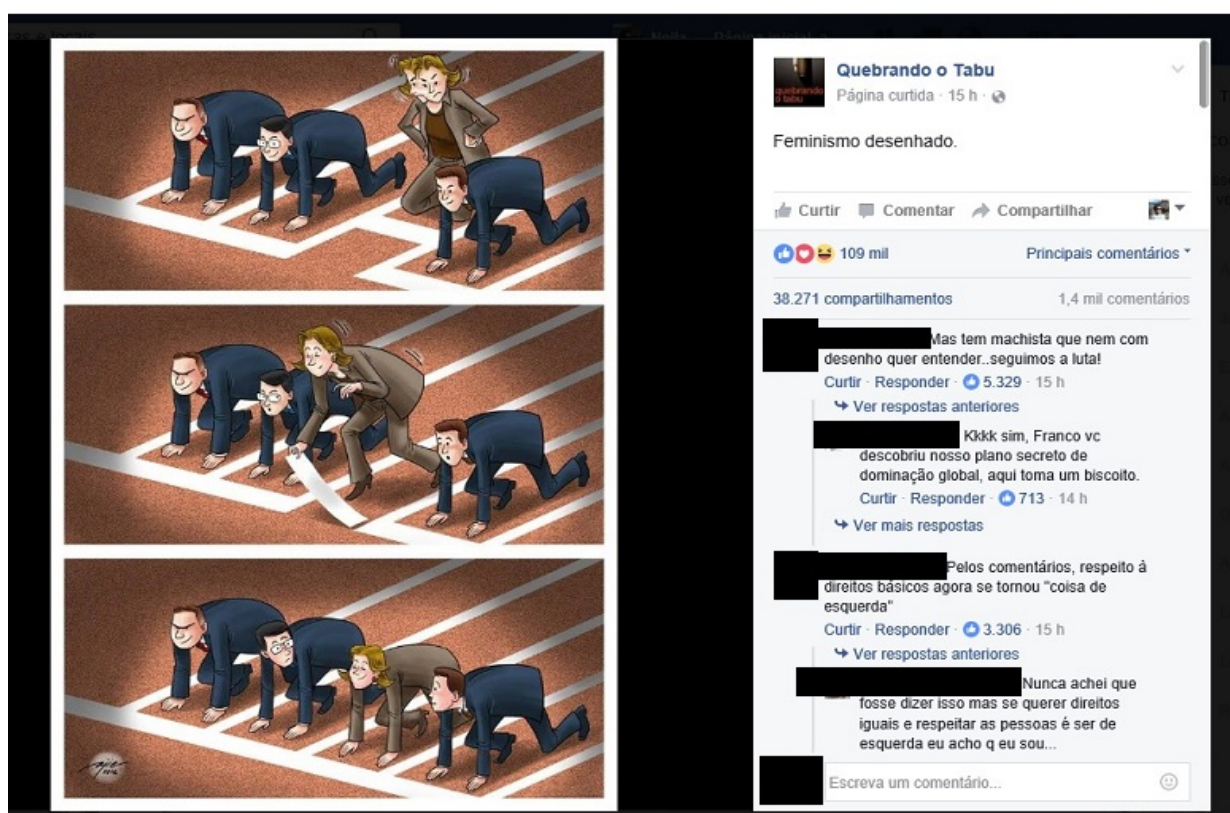 Quebrando o Tabu
quebrando
o tabu
Página curtida · 15 h ·
Feminismo desenhado.
Curtir Comentar Compartilhar
109 mil Principais comentários
38.271 compartilhamentos 1,4 mil comentários
Mas tem machista que nem com
desenho quer entender..seguimos a luta!
Curtir · Responder · 5.329 · 15 h
Ver respostas anteriores
Kkkk sim, Franco vc
descobriu nosso plano secreto de
dominação global, aqui toma um biscoito.
Curtir · Responder · 713 · 14 h
Ver mais respostas
Pelos comentários, respeito á
direitos básicos agora se tornou "coisa de
esquerda"
Curtir · Responder · 3.306 · 15 h
Ver respostas anteriores
Nunca achei que
fosse dizer isso mas se querer direitos
iguais e respeitar as pessoas é ser de
esquerda eu acho q eu sou...
Escreva um comentário...